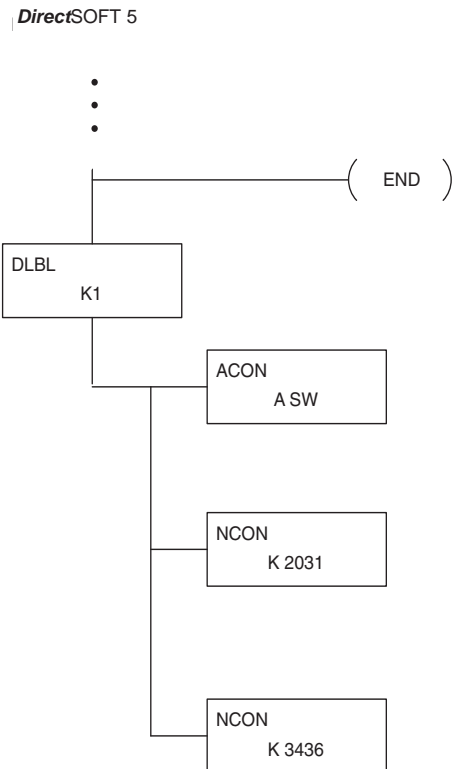 DirectSOFT 5
END
DLBL
K1
ACON
A SW
NCON
K 2031
NCON
K 3436